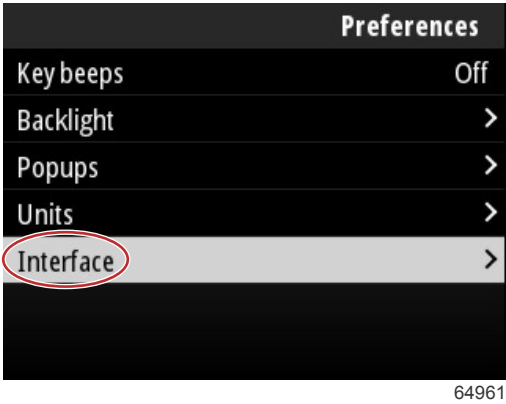 Preferences
Key beeps Off
Backlight >
Popups >
Units >
Interface >
64961